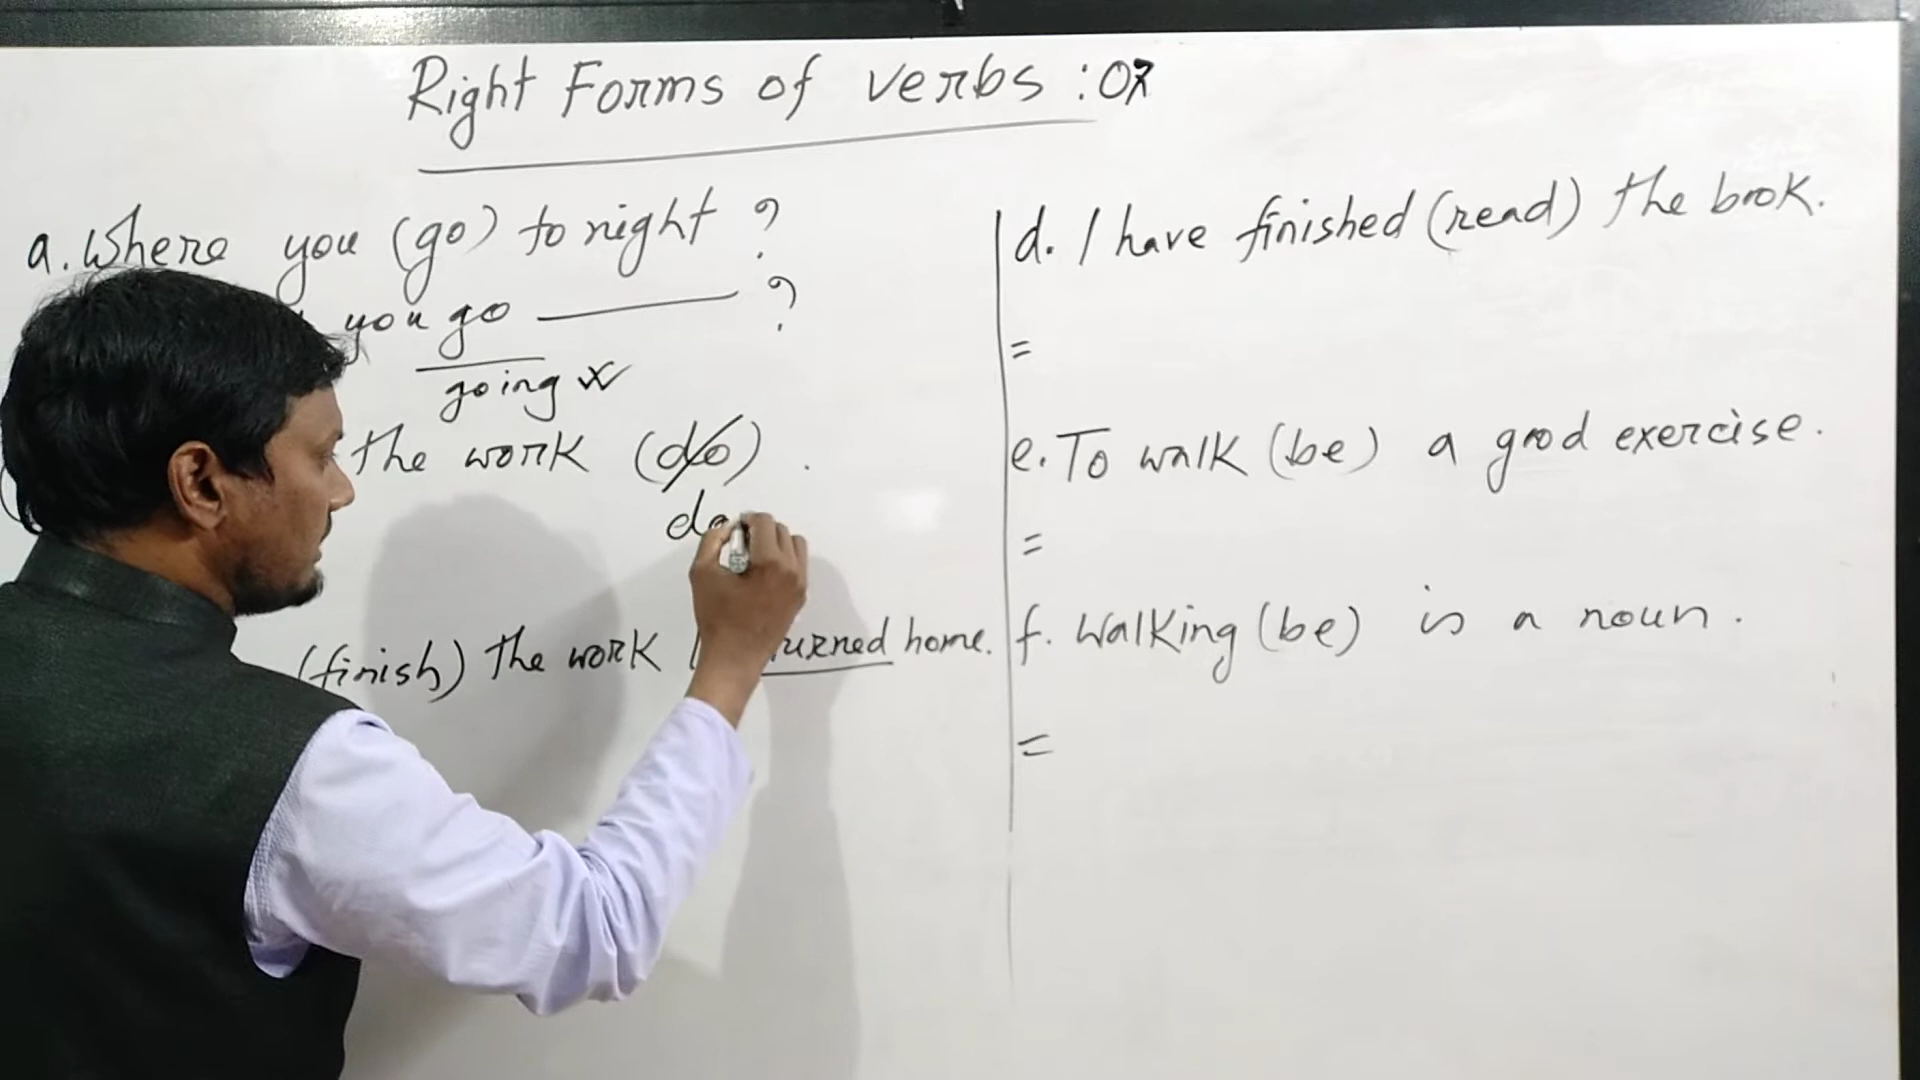 Right Forms of verbs : 07
a. Where you (go) to night ?
you go ———— ?
going ×
the work (do) .
do
(finish) the work home.
d. I have finished (read) the book.
=
e. To walk (be) a good exercise.
=
f. Walking (be) is a noun.
=